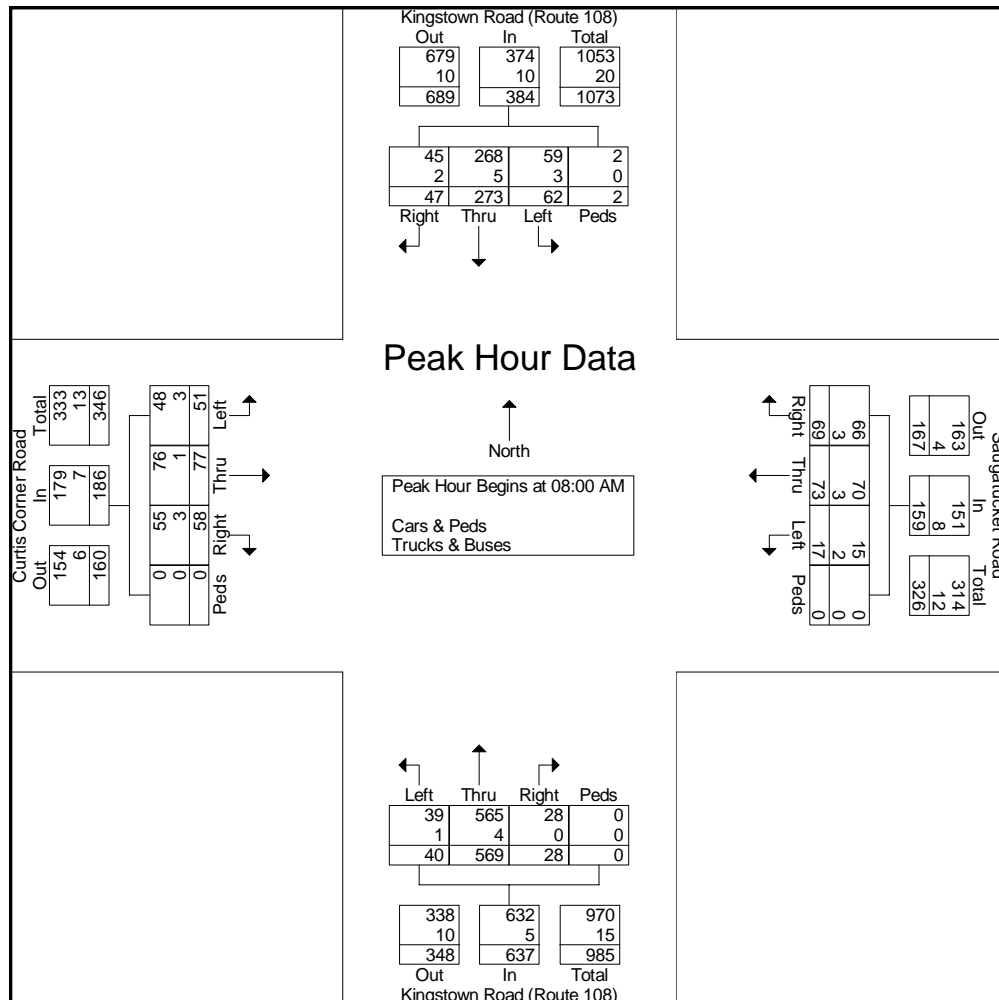 Kingstown Road (Route 108)
Out In Total
679 374 1053
10 10 20
689 384 1073
45 268 59 2
2 5 3 0
47 273 62 2
Right Thru Left Peds
Peak Hour Data
North
Peak Hour Begins at 08:00 AM
Cars & Peds
Trucks & Buses
Curtis Corner Road
Out In Total
154 179 333
6 7 13
160 186 346
0 55 76 48
0 3 1 3
0 58 77 51
Peds Right Thru Left
Saugatucket Road
Out In Total
163 151 314
4 8 12
167 159 326
66 70 15 0
3 3 2 0
69 73 17 0
Right Thru Left Peds
Left Thru Right Peds
39 565 28 0
1 4 0 0
40 569 28 0
338 632 970
10 5 15
348 637 985
Out In Total
Kingstown Road (Route 108)